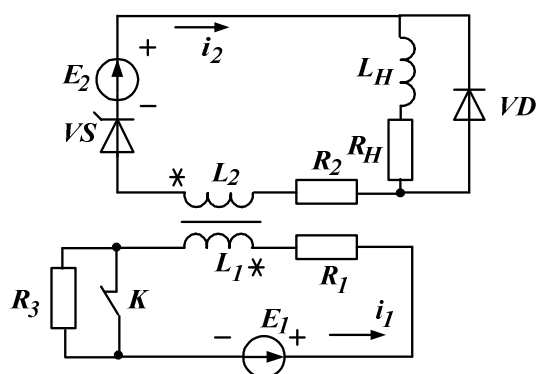 +
i2
E2
−
LH
VD
VS
RH
* L2 R2
L1 * R1
R3 K
− E1 + i1